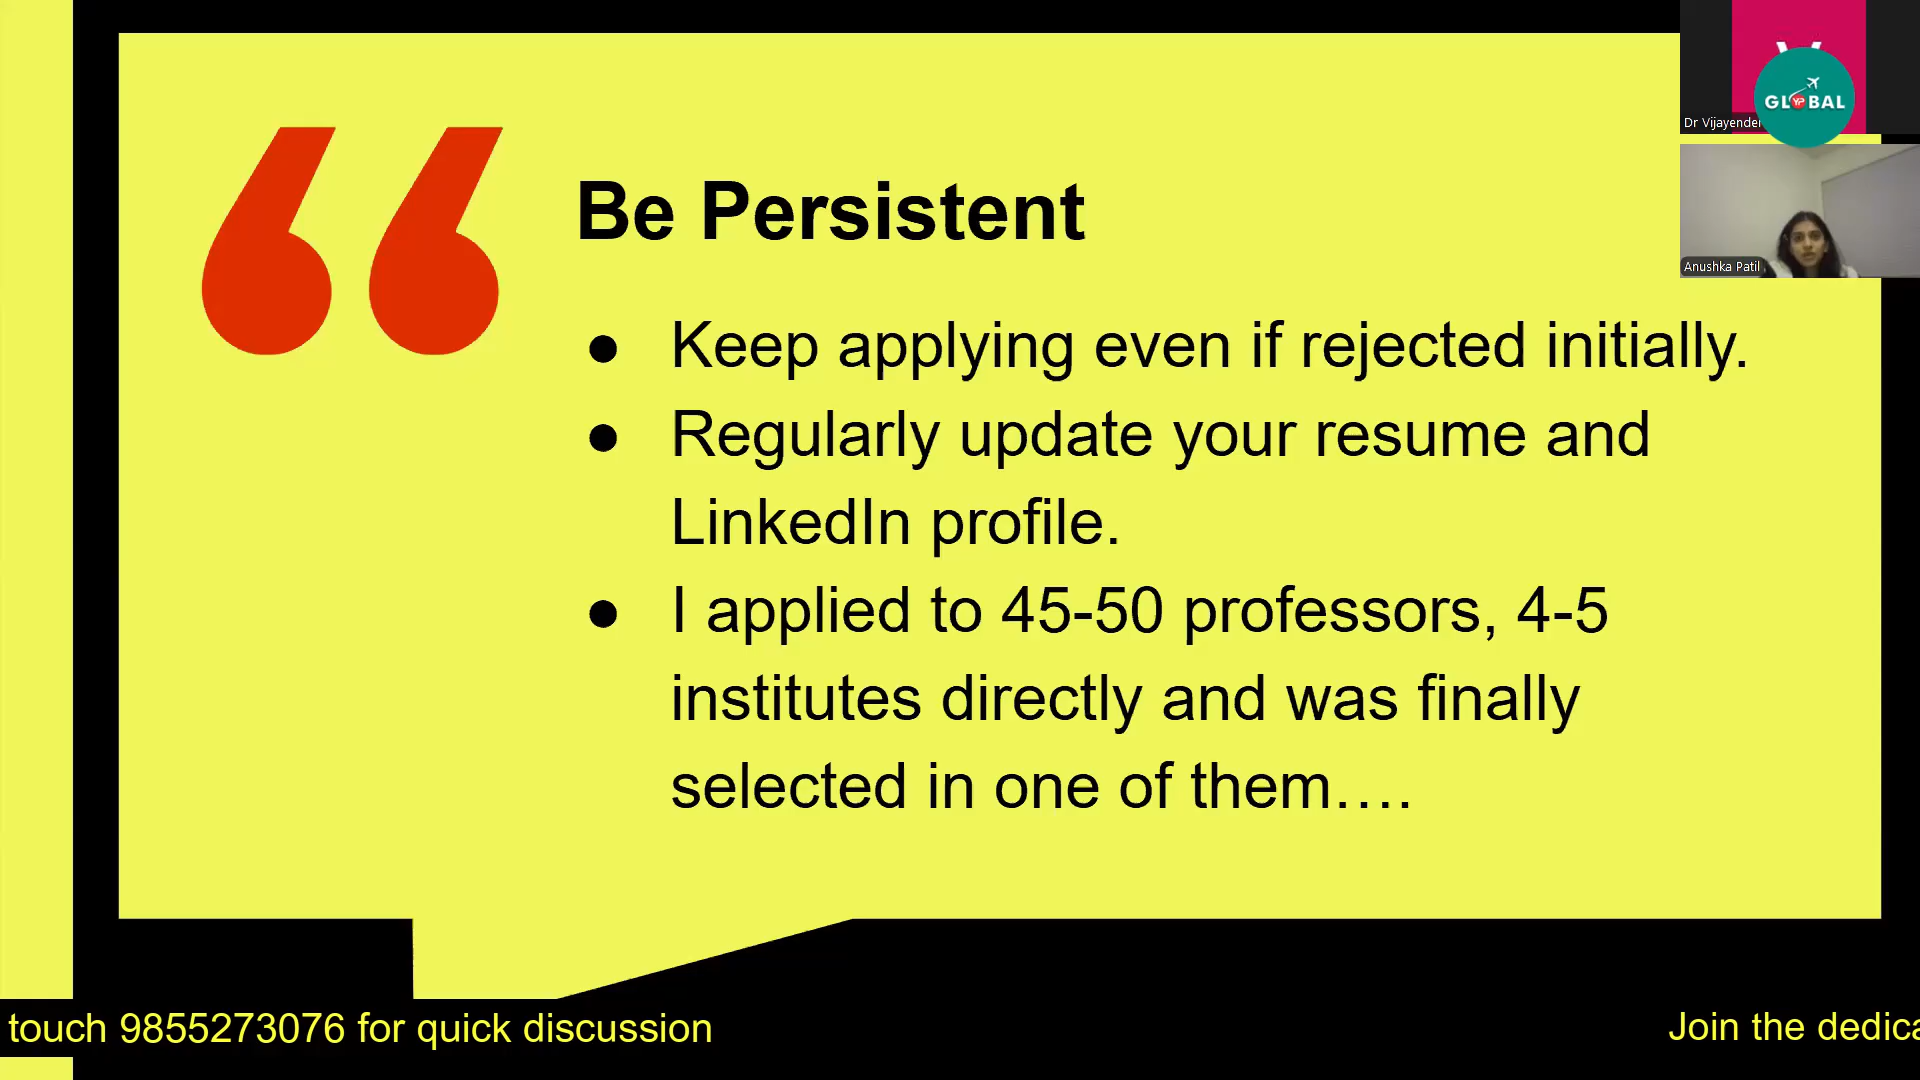 GLYPBAL
Dr Vijayender
Anushka Patil
Be Persistent
● Keep applying even if rejected initially.
● Regularly update your resume and
LinkedIn profile.
● I applied to 45-50 professors, 4-5
institutes directly and was finally
selected in one of them….
touch 9855273076 for quick discussion
Join the dedica